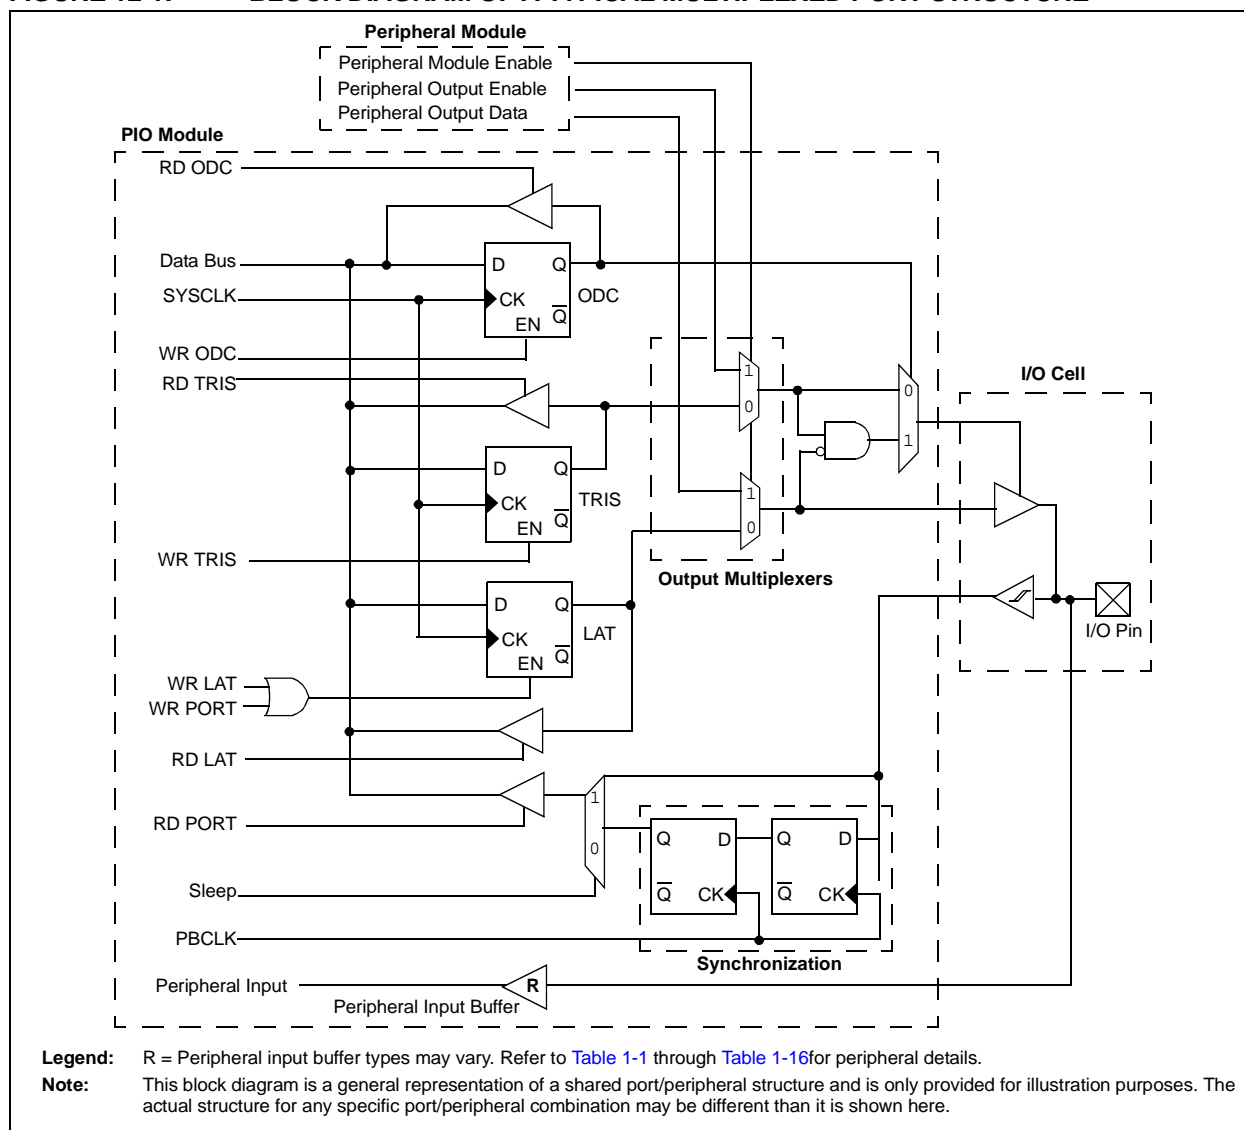 Peripheral Module
Peripheral Module Enable
Peripheral Output Enable
Peripheral Output Data
PIO Module
RD ODC
Data Bus
D Q
SYSCLK
CK
ODC
EN Q
WR ODC
RD TRIS
1
0
I/O Cell
0
1
D Q
CK
TRIS
EN Q
1
0
WR TRIS
Output Multiplexers
D Q
CK
LAT
EN Q
I/O Pin
WR LAT
WR PORT
RD LAT
RD PORT
1
0
Q D
Q CK
Q D
Q CK
Sleep
PBCLK
Synchronization
Peripheral Input
R
Peripheral Input Buffer
Legend: R = Peripheral input buffer types may vary. Refer to Table 1-1 through Table 1-16for peripheral details.
Note: This block diagram is a general representation of a shared port/peripheral structure and is only provided for illustration purposes. The
actual structure for any specific port/peripheral combination may be different than it is shown here.